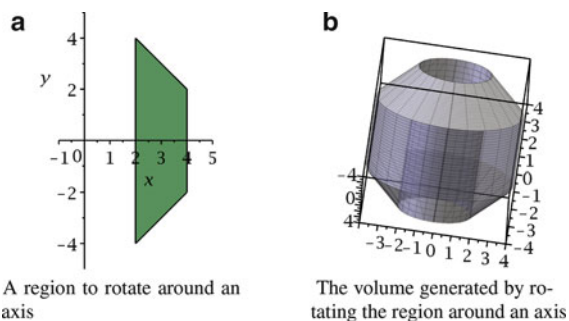 a
4
y
2
−1 0
2
3
4
5
x
−2
−4
A region to rotate around an
axis
b
4
3
2
1
0
−1
−2
−3
−4
−4
0
4
−3−2−1 0 1 2 3 4
The volume generated by ro-
tating the region around an axis